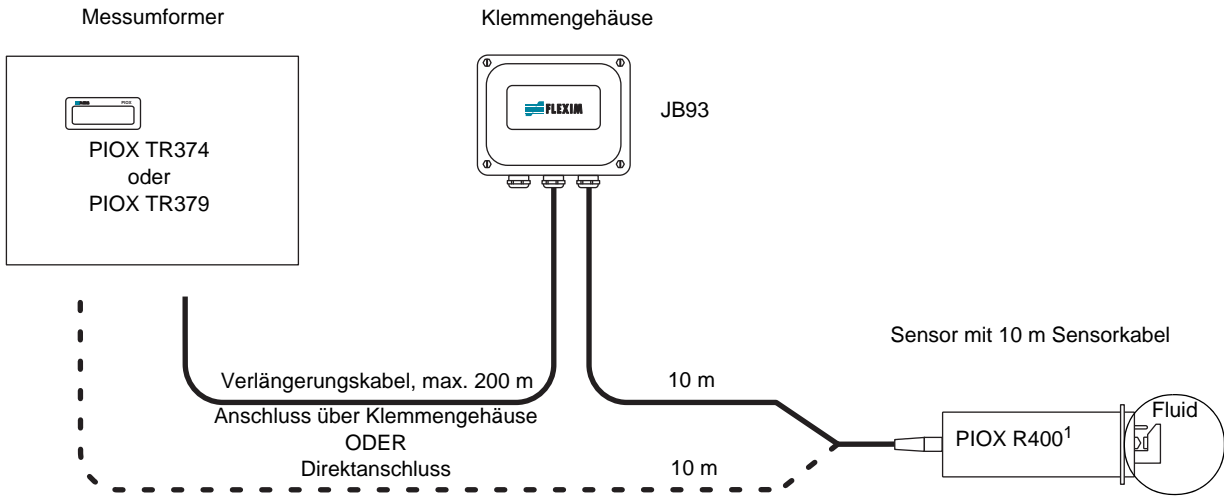 Messumformer
Klemmengehäuse
PIOX
PIOX TR374
oder
PIOX TR379
FLEXIM
JB93
Sensor mit 10 m Sensorkabel
Verlängerungskabel, max. 200 m
10 m
Anschluss über Klemmengehäuse
ODER
Direktanschluss
10 m
PIOX R400¹
Fluid